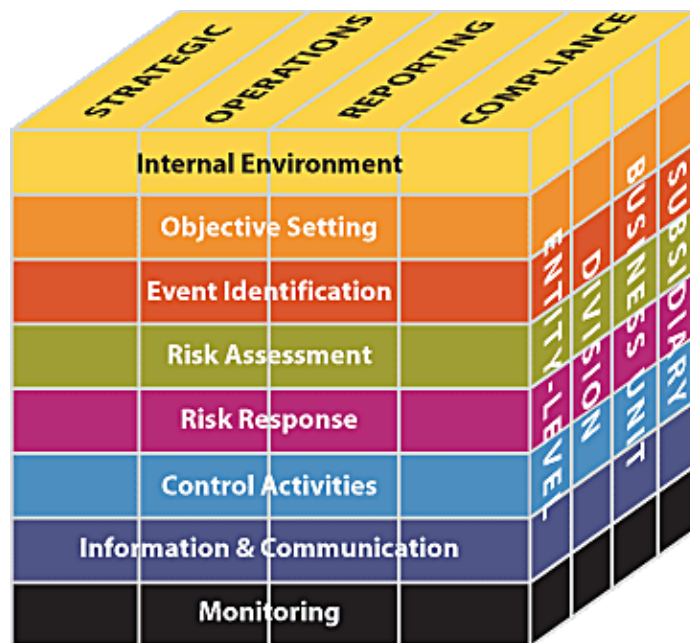 STRATEGIC
OPERATIONS
REPORTING
COMPLIANCE
Internal Environment
Objective Setting
Event Identification
Risk Assessment
Risk Response
Control Activities
Information & Communication
Monitoring
ENTITY-LEVEL
DIVISION
BUSINESS UNIT
SUBSIDIARY